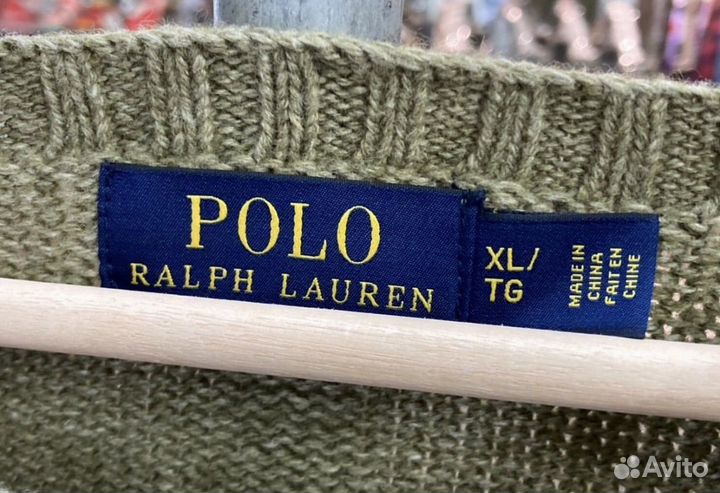 POLO
RALPH LAUREN
XL/
TG
MADE IN
CHINA
FAIT EN
CHINE
Avito